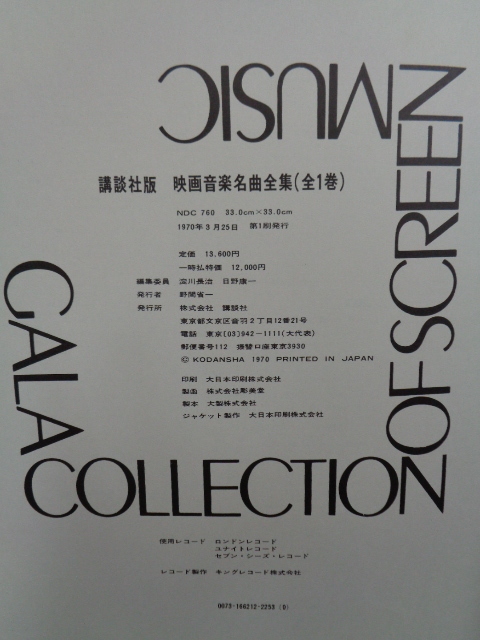 GALA
COLLECTION
OF SCREEN
MUSIC
講談社版 映画音楽名曲全集(全1巻)
NDC 760 33.0cm×33.0cm
1970年3月25日 第1刷発行
定価 13,600円
一時払特価 12,000円
編集委員 淀川長治 日野康一
発行者 野間省一
発行所 株式会社 講談社
東京都文京区音羽2丁目12番21号
電話 東京(03)942-1111(大代表)
郵便番号112 振替口座東京3930
© KODANSHA 1970 PRINTED IN JAPAN
印刷 大日本印刷株式会社
製函 株式会社彫美堂
製本 大製株式会社
ジャケット製作 大日本印刷株式会社
使用レコード ロンドンレコード
ユナイトレコード
セブン・シーズ・レコード
レコード製作 キングレコード株式会社
0073-166212-2253 (0)